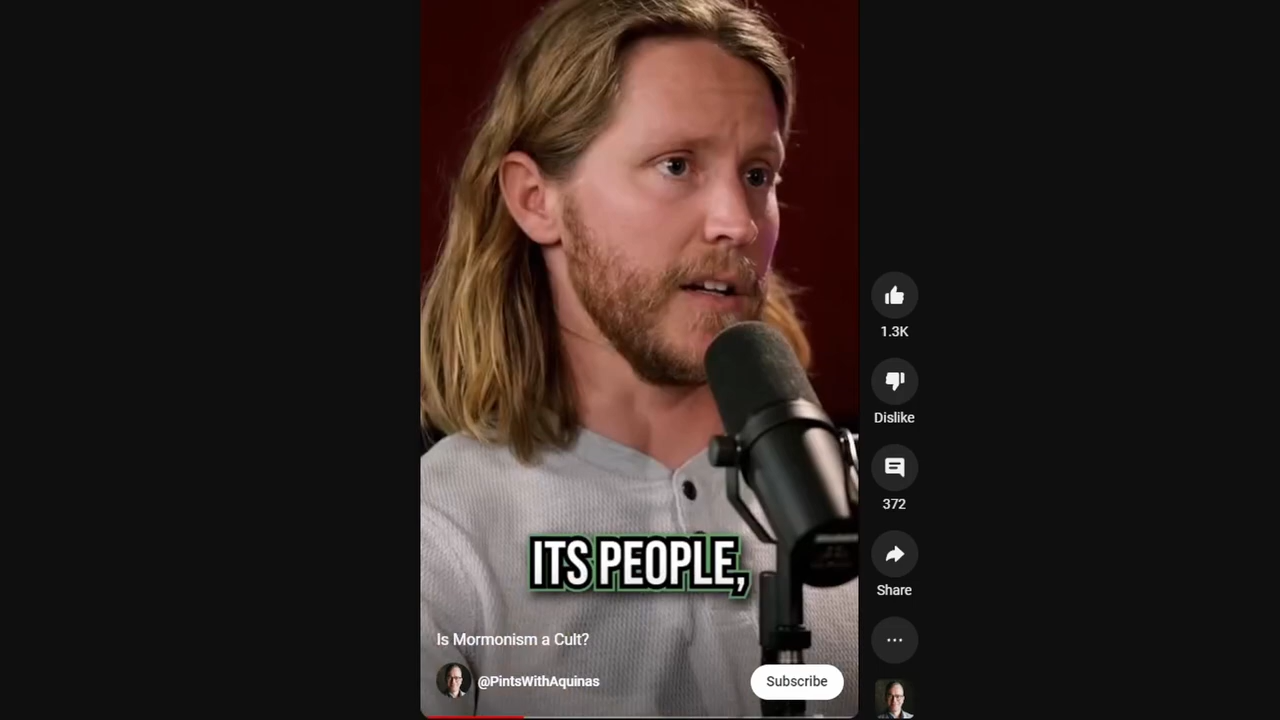 1.3K
Dislike
372
Share
ITS PEOPLE,
Is Mormonism a Cult?
@PintsWithAquinas
Subscribe